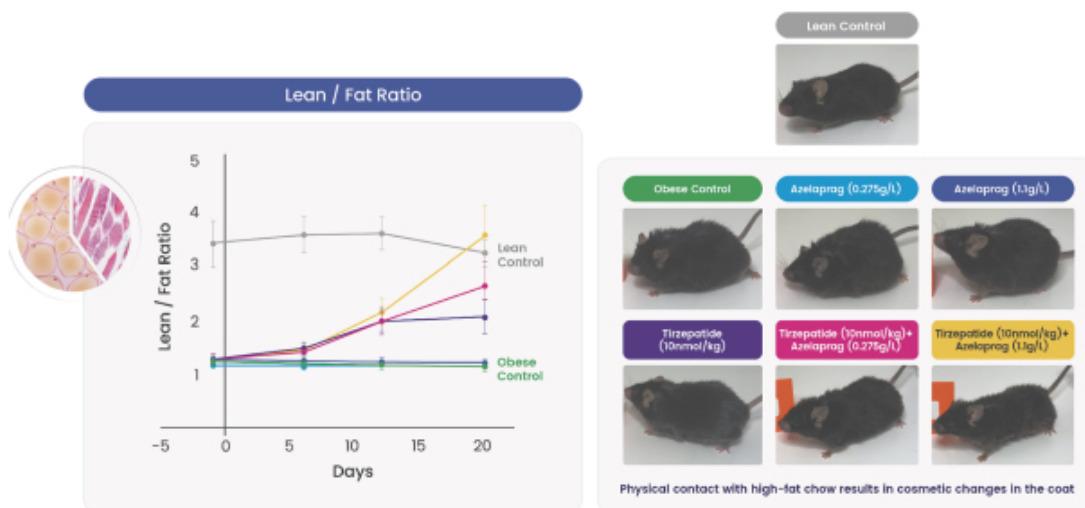 Lean Control
Lean / Fat Ratio
5
4
3
2
1
Lean / Fat Ratio
Lean
Control
Obese
Control
-5
0
5
10
15
20
Days
Obese Control
Azelaprag (0.275g/L)
Azelaprag (1.1g/L)
Tirzepatide
(10nmol/kg)
Tirzepatide (10nmol/kg)+
Azelaprag (0.275g/L)
Tirzepatide (10nmol/kg)+
Azelaprag (1.1g/L)
Physical contact with high-fat chow results in cosmetic changes in the coat